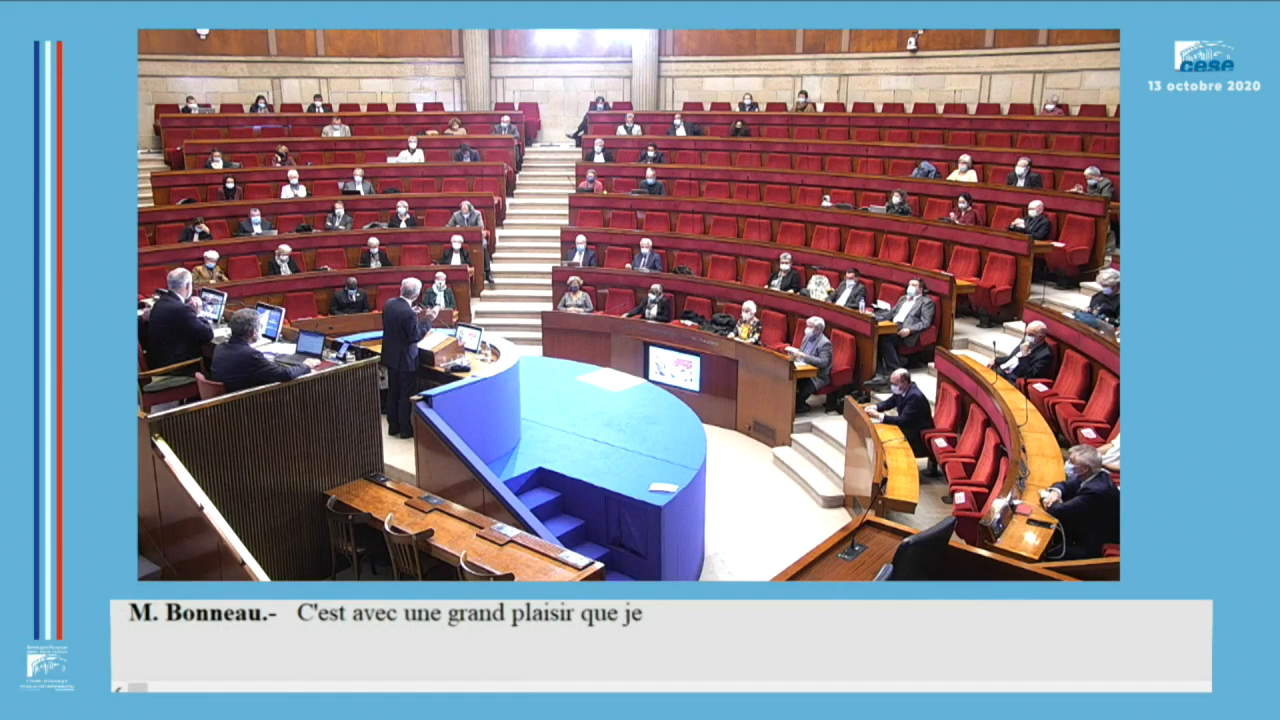 cese
13 octobre 2020
M. Bonneau.- C'est avec une grand plaisir que je